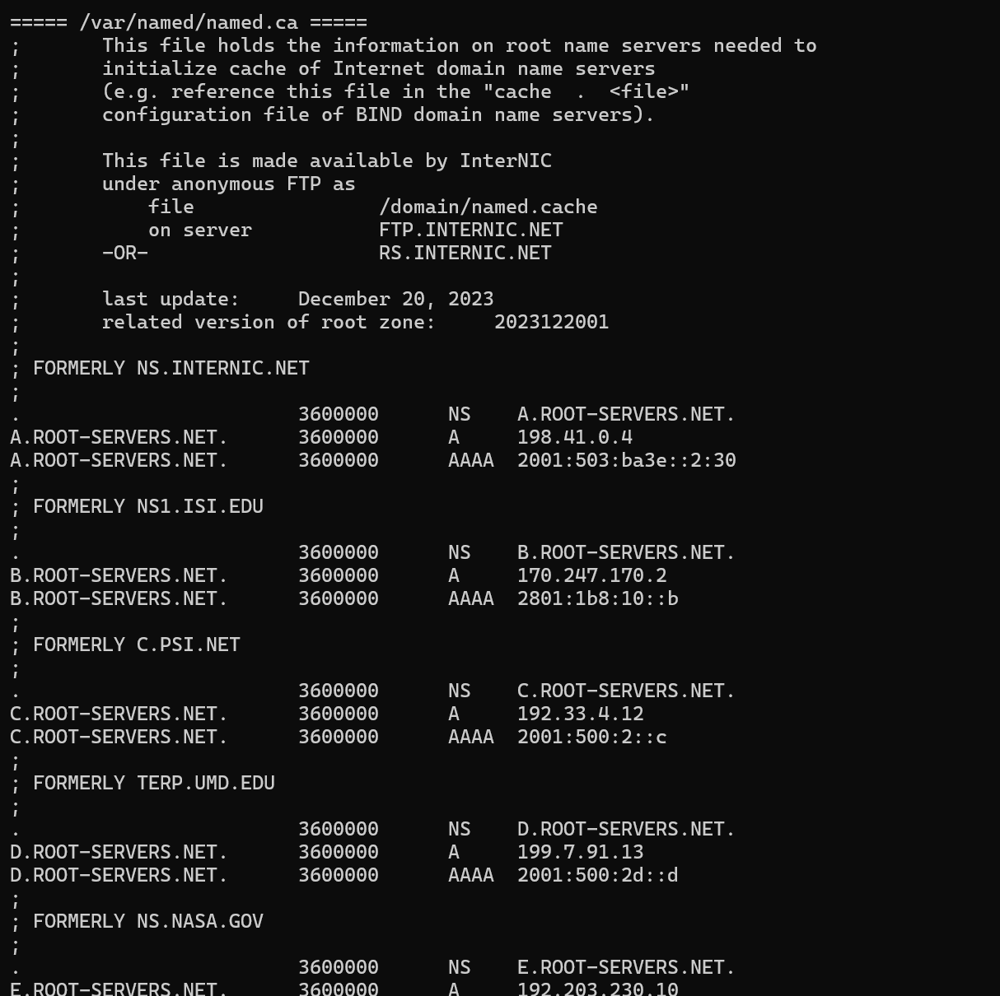 ===== /var/named/named.ca =====
;       This file holds the information on root name servers needed to
;       initialize cache of Internet domain name servers
;       (e.g. reference this file in the "cache  .  <file>"
;       configuration file of BIND domain name servers).
;
;       This file is made available by InterNIC
;       under anonymous FTP as
;           file                /domain/named.cache
;           on server           FTP.INTERNIC.NET
;       -OR-                    RS.INTERNIC.NET
;
;       last update:     December 20, 2023
;       related version of root zone:     2023122001
;
; FORMERLY NS.INTERNIC.NET
;
.                        3600000      NS    A.ROOT-SERVERS.NET.
A.ROOT-SERVERS.NET.      3600000      A     198.41.0.4
A.ROOT-SERVERS.NET.      3600000      AAAA  2001:503:ba3e::2:30
;
; FORMERLY NS1.ISI.EDU
;
.                        3600000      NS    B.ROOT-SERVERS.NET.
B.ROOT-SERVERS.NET.      3600000      A     170.247.170.2
B.ROOT-SERVERS.NET.      3600000      AAAA  2801:1b8:10::b
;
; FORMERLY C.PSI.NET
;
.                        3600000      NS    C.ROOT-SERVERS.NET.
C.ROOT-SERVERS.NET.      3600000      A     192.33.4.12
C.ROOT-SERVERS.NET.      3600000      AAAA  2001:500:2::c
;
; FORMERLY TERP.UMD.EDU
;
.                        3600000      NS    D.ROOT-SERVERS.NET.
D.ROOT-SERVERS.NET.      3600000      A     199.7.91.13
D.ROOT-SERVERS.NET.      3600000      AAAA  2001:500:2d::d
;
; FORMERLY NS.NASA.GOV
;
.                        3600000      NS    E.ROOT-SERVERS.NET.
E.ROOT-SERVERS.NET.      3600000      A     192.203.230.10